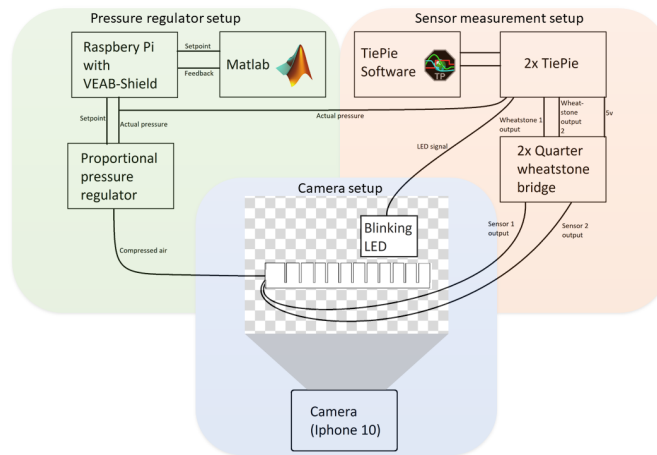 Pressure regulator setup
Sensor measurement setup
Raspbery Pi
with
VEAB-Shield
Setpoint
Feedback
Matlab
TiePie
Software
TP
2x TiePie
Setpoint
Actual pressure
Actual pressure
LED signal
Wheatstone 1
output
Wheat-
stone
output
2
5v
Proportional
pressure
regulator
2x Quarter
wheatstone
bridge
Camera setup
Blinking
LED
Sensor 1
output
Sensor 2
output
Compressed air
Camera
(Iphone 10)